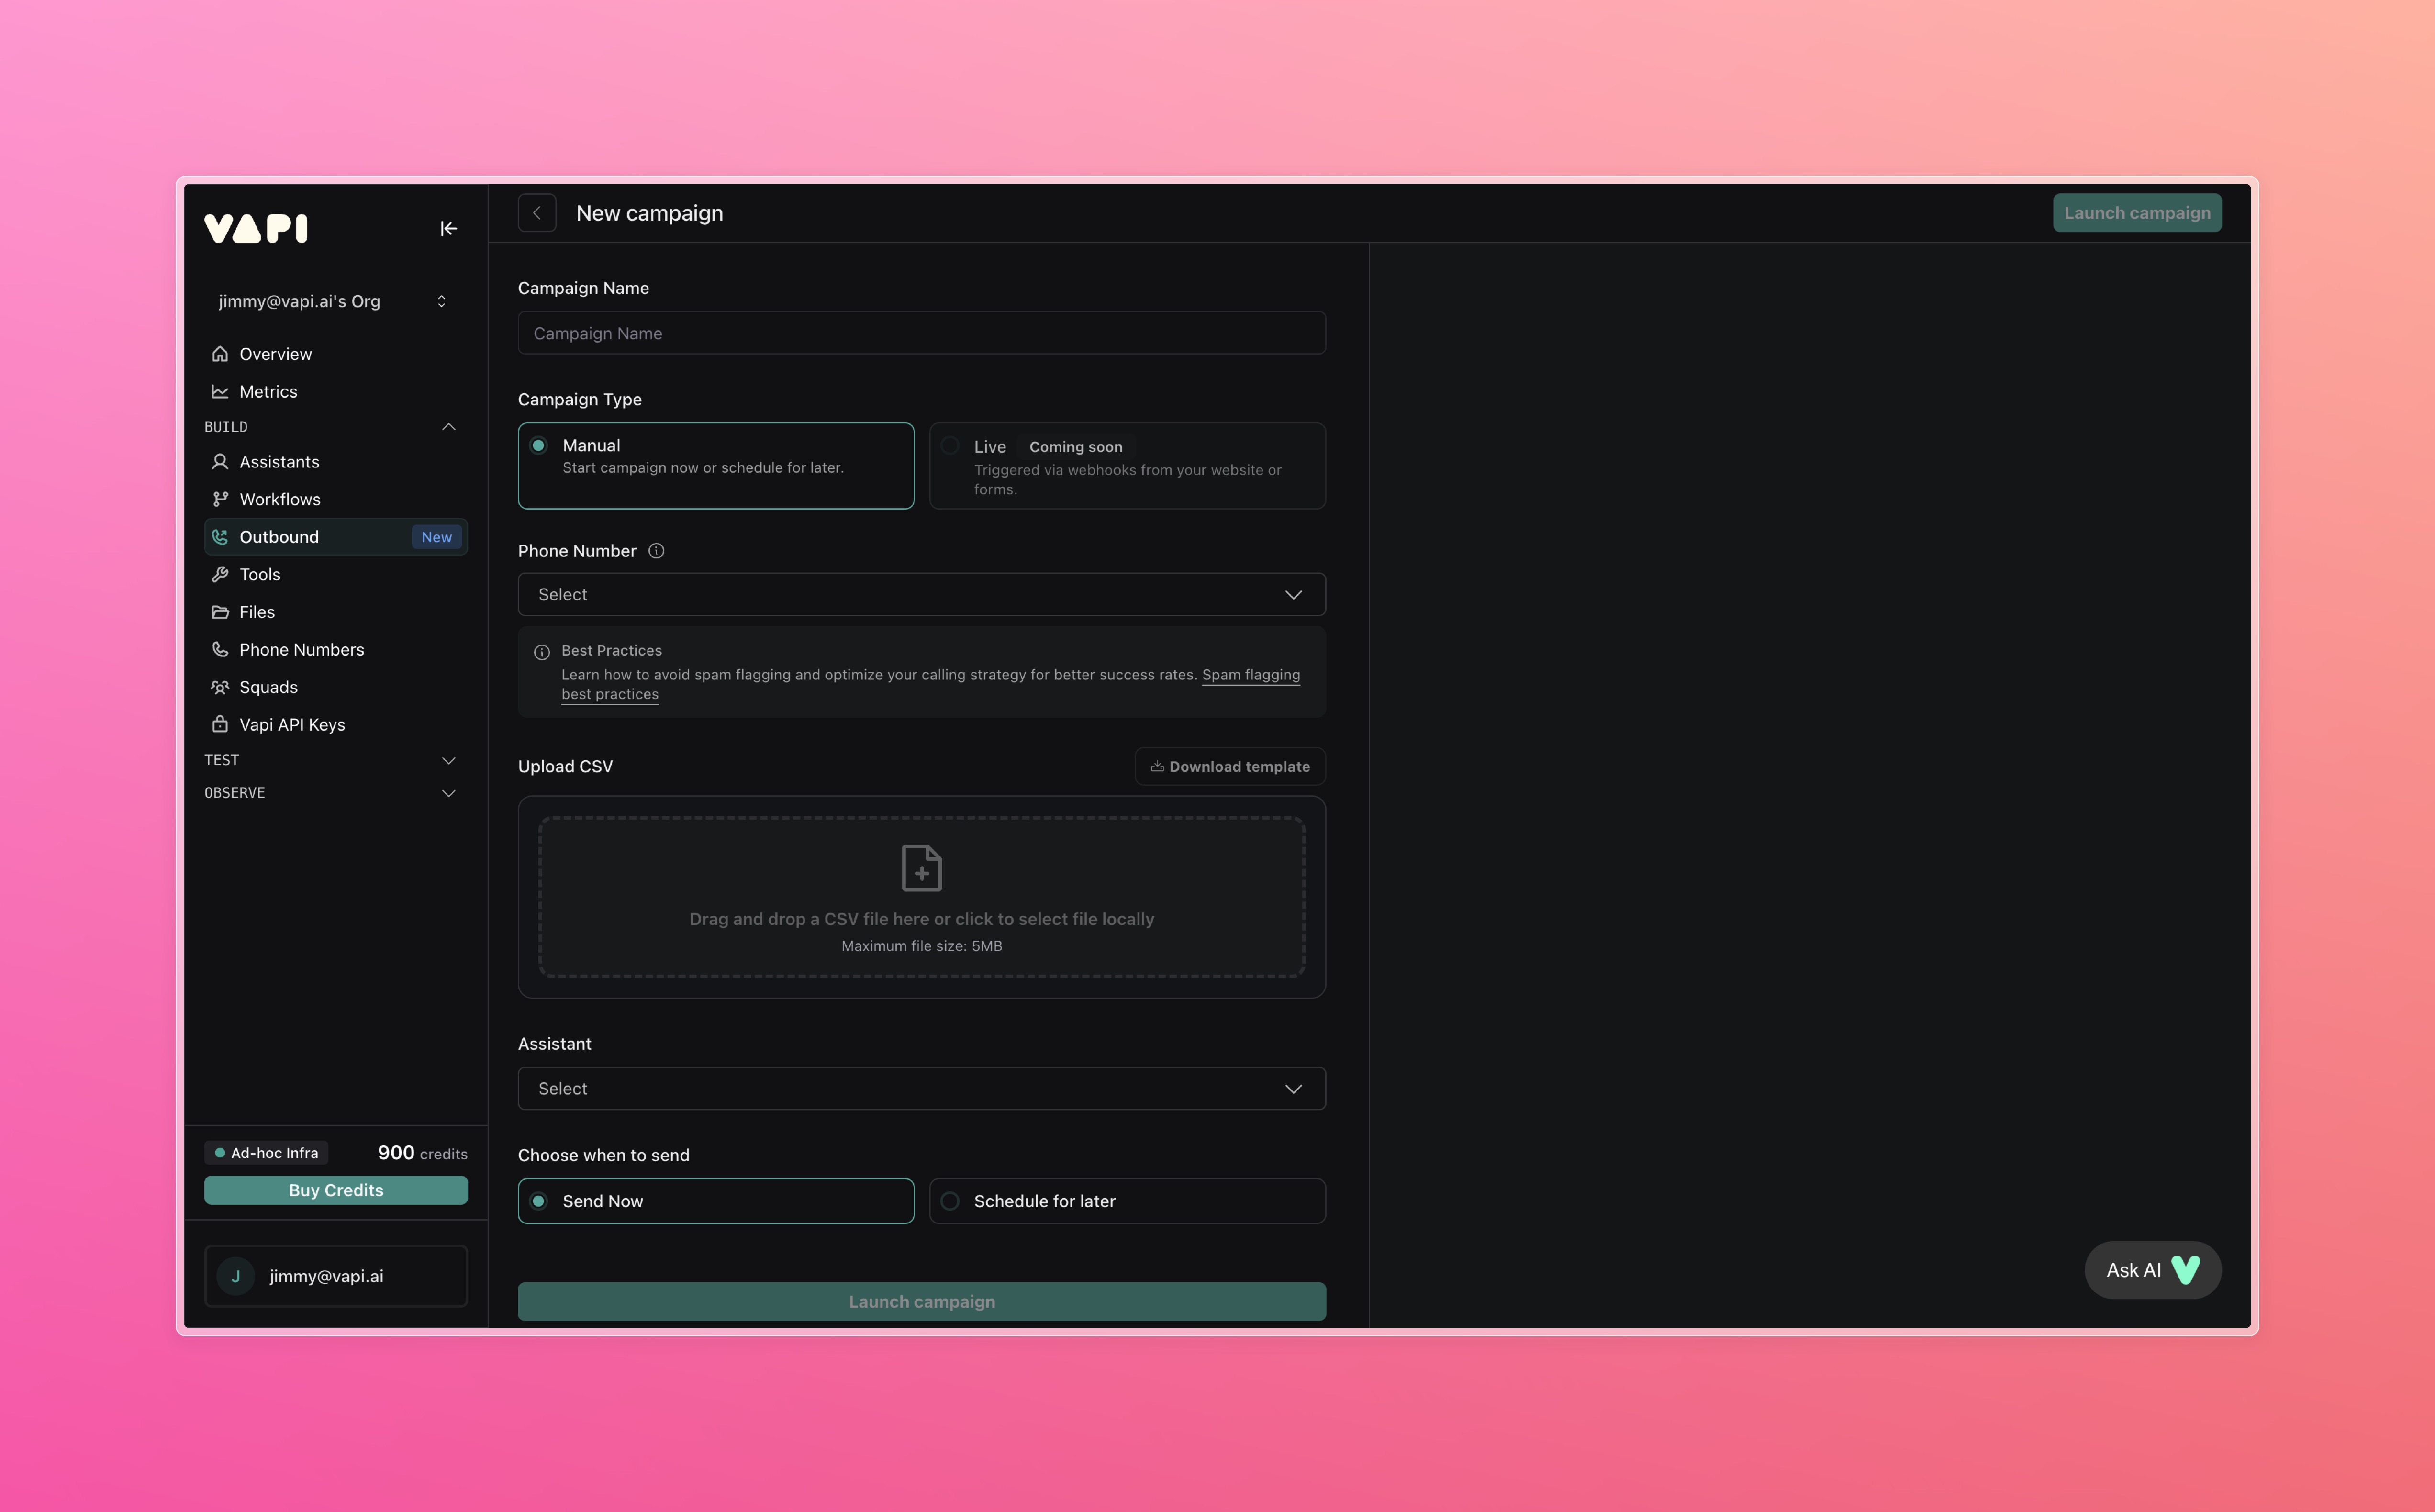 VAPI
jimmy@vapi.ai's Org
Overview
Metrics
BUILD
Assistants
Workflows
Outbound New
Tools
Files
Phone Numbers
Squads
Vapi API Keys
TEST
OBSERVE
Ad-hoc Infra 900 credits
Buy Credits
J jimmy@vapi.ai
New campaign
Launch campaign
Campaign Name
Campaign Name
Campaign Type
Manual
Start campaign now or schedule for later.
Live Coming soon
Triggered via webhooks from your website or
forms.
Phone Number
Select
Best Practices
Learn how to avoid spam flagging and optimize your calling strategy for better success rates. Spam flagging
best practices
Upload CSV
Download template
Drag and drop a CSV file here or click to select file locally
Maximum file size: 5MB
Assistant
Select
Choose when to send
Send Now
Schedule for later
Launch campaign
Ask AI